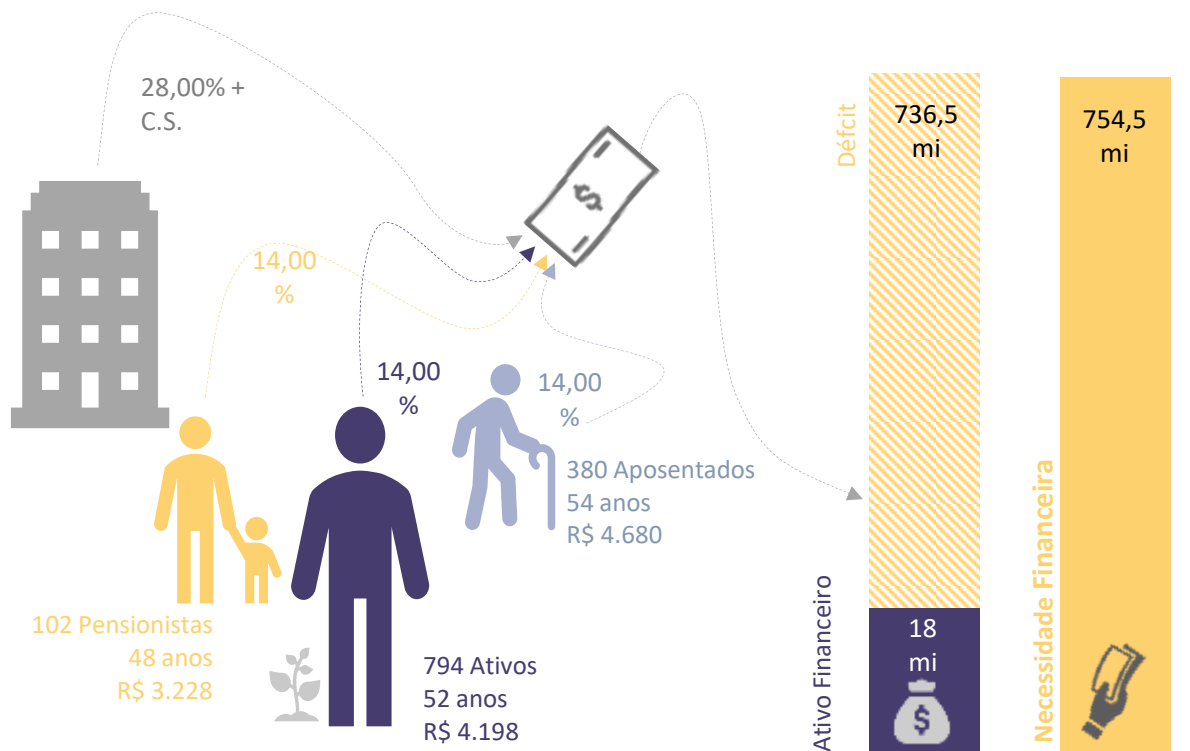 28,00% +
C.S.
14,00
%
14,00
%
14,00
%
102 Pensionistas
48 anos
R$ 3.228
794 Ativos
52 anos
R$ 4.198
380 Aposentados
54 anos
R$ 4.680
Défcit
736,5
mi
Ativo Financeiro
18
mi
Necessidade Financeira
754,5
mi
$
$